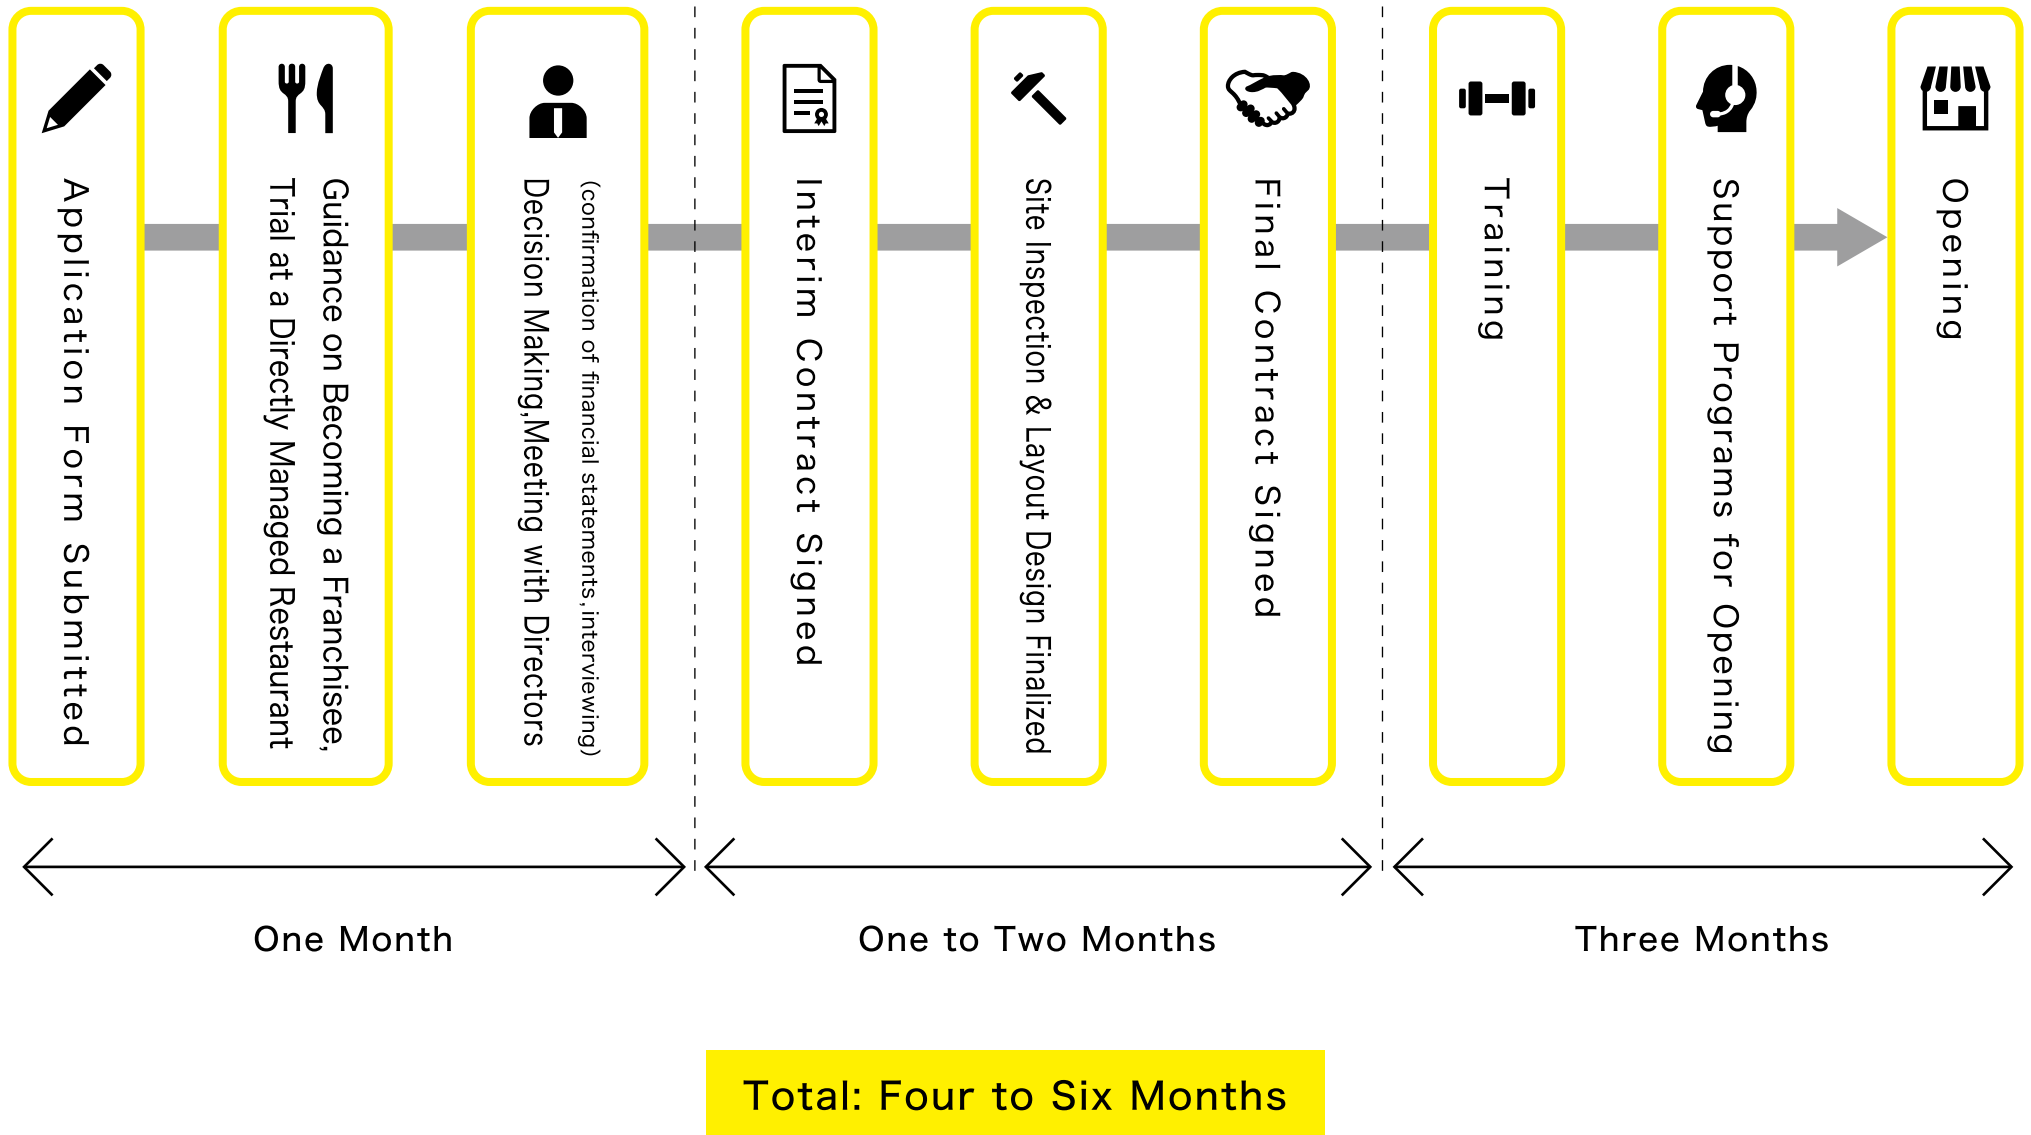 Application Form Submitted
Guidance on Becoming a Franchisee,
Trial at a Directly Managed Restaurant
(confirmation of financial statements,interviewing)
Decision Making,Meeting with Directors
Interim Contract Signed
Site Inspection & Layout Design Finalized
Final Contract Signed
Training
Support Programs for Opening
Opening
One Month
One to Two Months
Three Months
Total: Four to Six Months